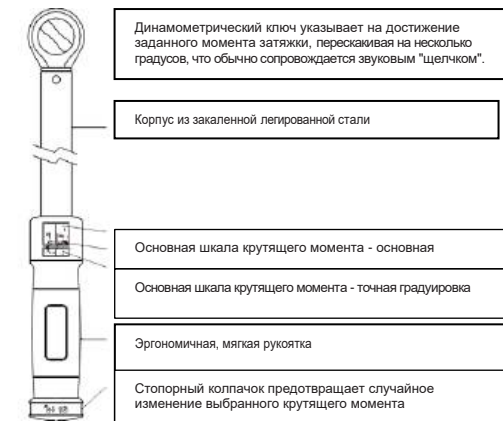 Динамометрический ключ указывает на достижение
заданного момента затяжки, перескакивая на несколько
градусов, что обычно сопровождается звуковым "щелчком".
Корпус из закаленной легированной стали
Основная шкала крутящего момента - основная
Основная шкала крутящего момента - точная градуировка
Эргономичная, мягкая рукоятка
Стопорный колпачок предотвращает случайное
изменение выбранного крутящего момента